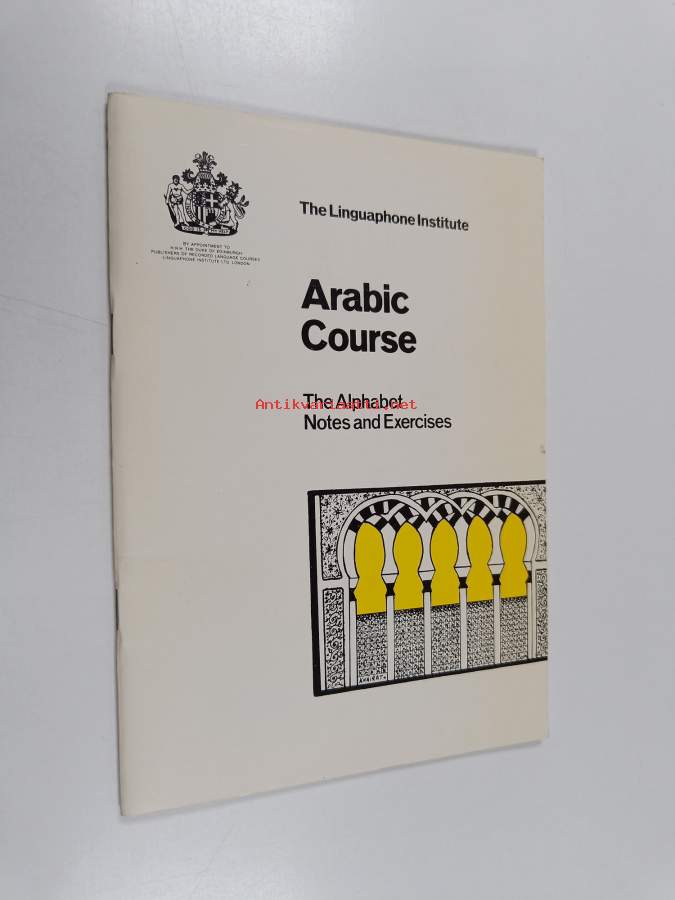 The Linguaphone Institute
BY APPOINTMENT TO
H.R.H. THE DUKE OF EDINBURGH
PUBLISHERS OF RECORDED LANGUAGE COURSES
LINGUAPHONE INSTITUTE LTD. LONDON
Arabic
Course
The Alphabet
Antikvariaatti.net
Notes and Exercises